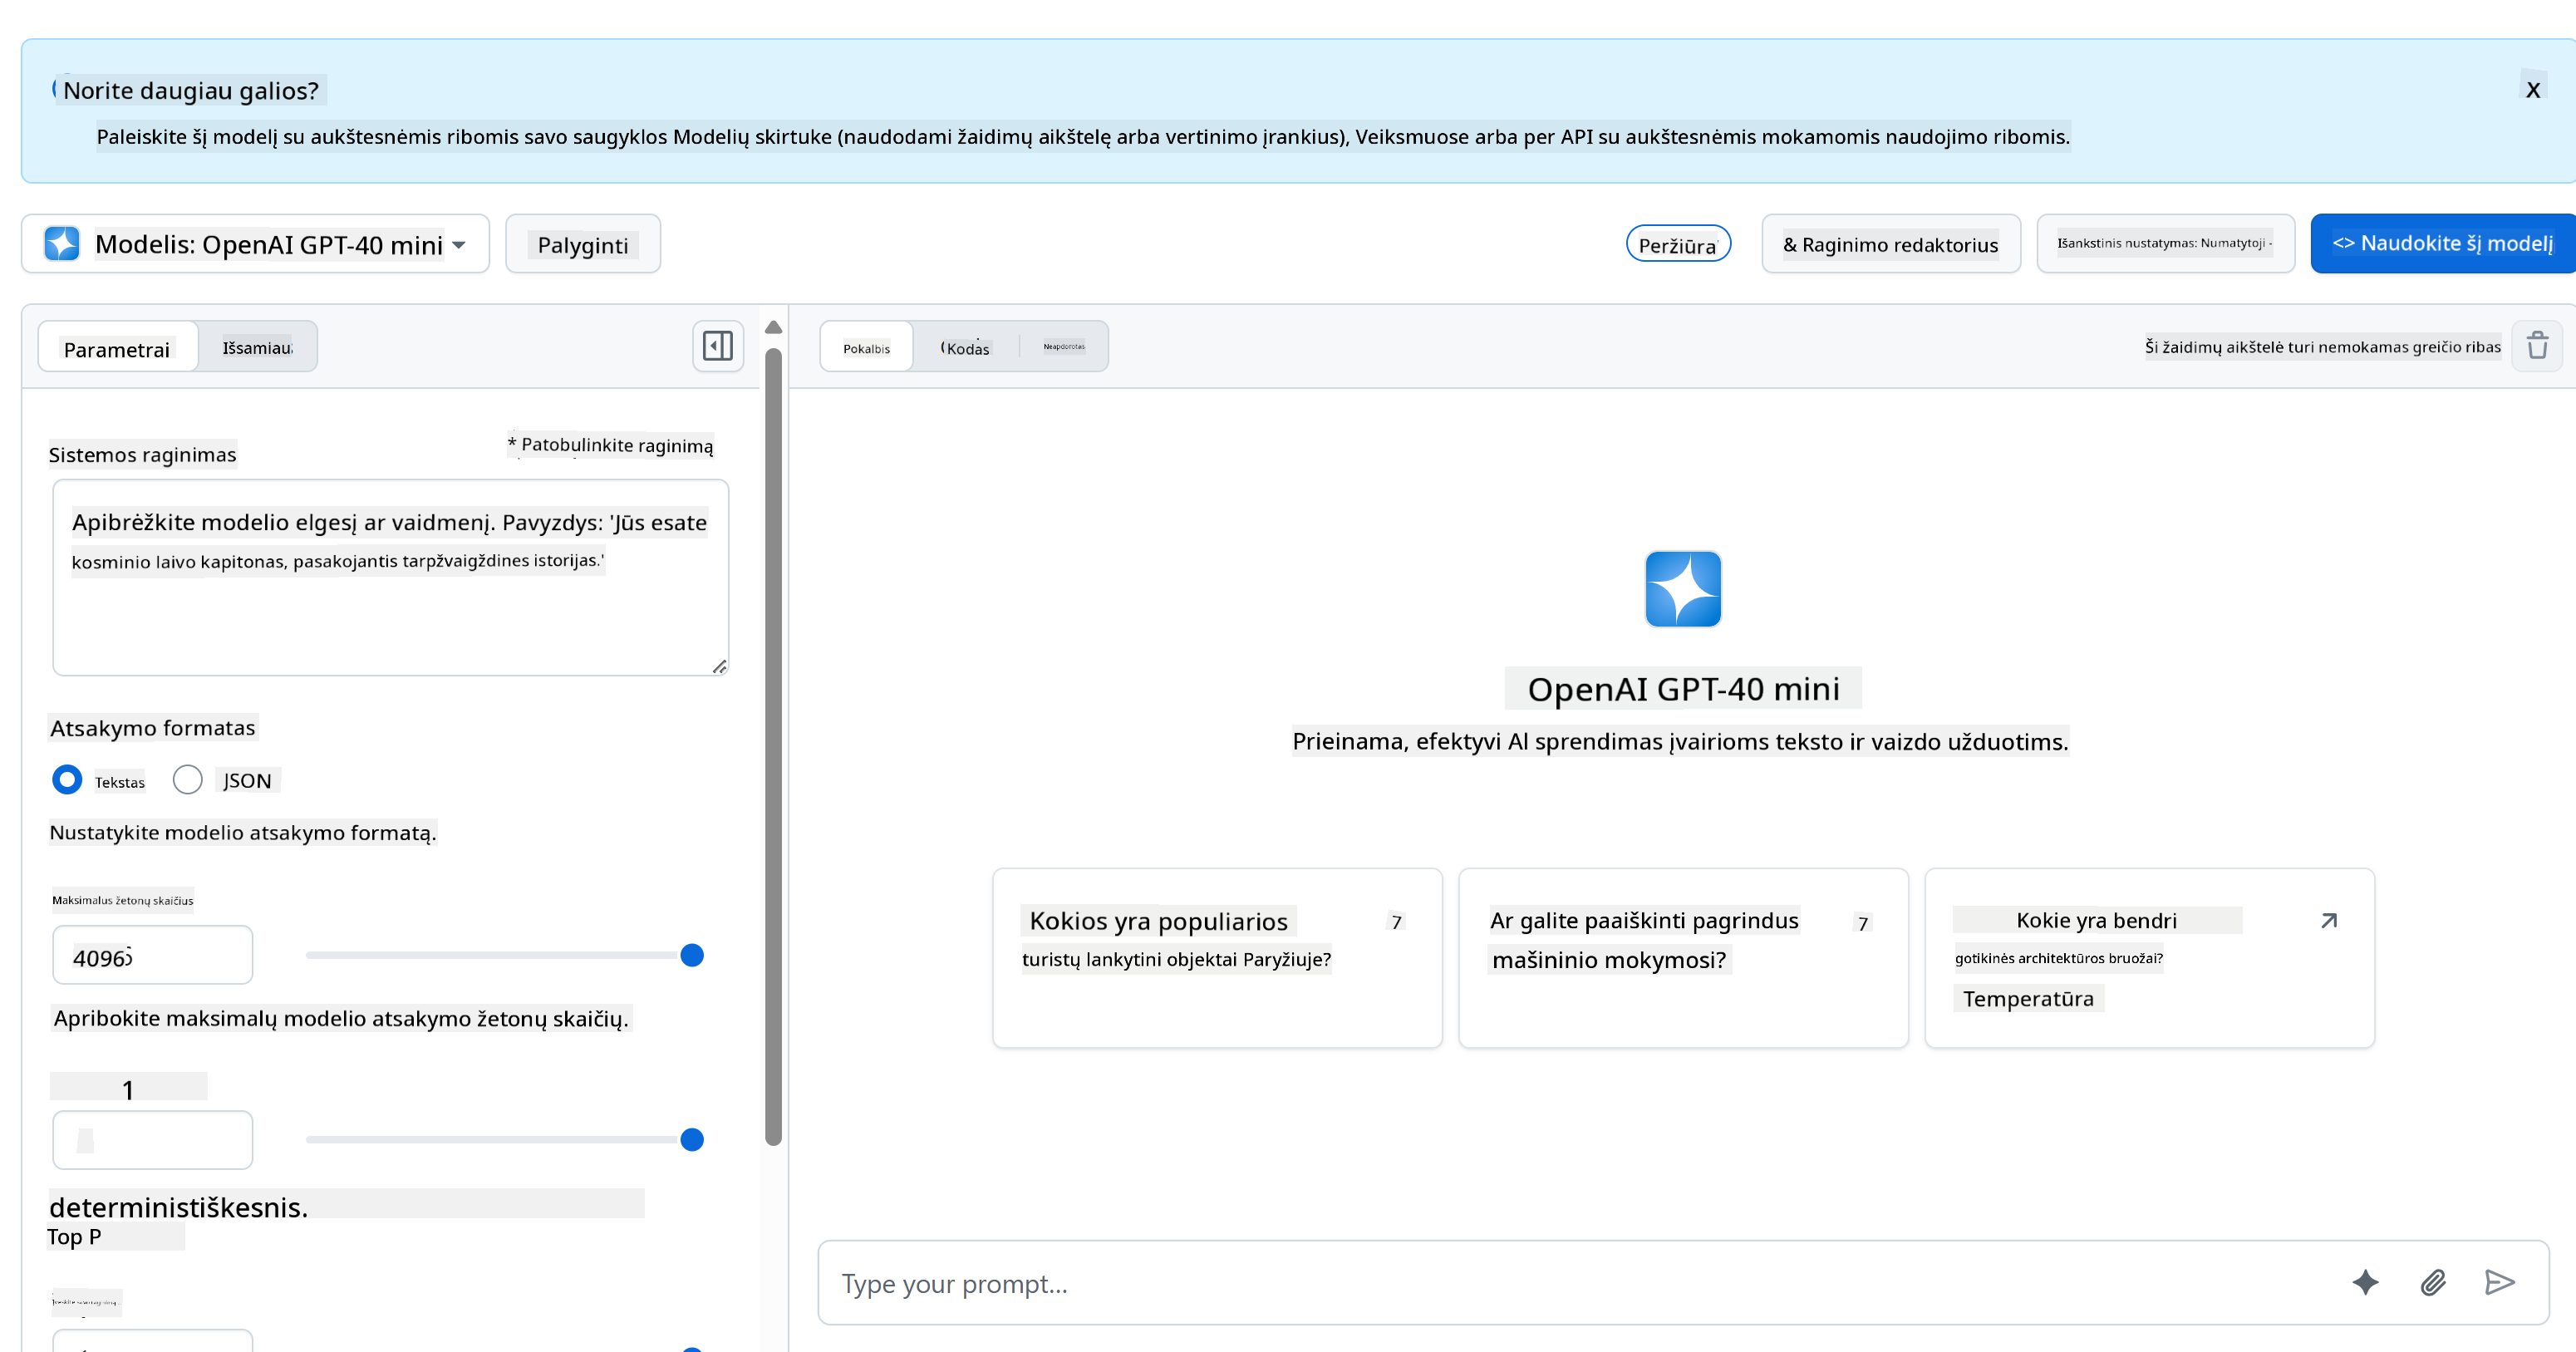 Norite daugiau galios?
X
Paleiskite šį modelį su aukštesnėmis ribomis savo saugyklos Modelių skirtuke (naudodami žaidimų aikštelę arba vertinimo įrankius), Veiksmuose arba per API su aukštesnėmis mokamomis naudojimo ribomis.
Modelis: OpenAI GPT-40 mini
Palyginti
Peržiūra
& Raginimo redaktorius
Išankstinis nustatymas: Numatytoji -
<> Naudokite šį modelį
Parametrai
Išsamiau
Pokalbis
Kodas
Neapdorotas
Ši žaidimų aikštelė turi nemokamas greičio ribas
Sistemos raginimas
* Patobulinkite raginimą
Apibrėžkite modelio elgesį ar vaidmenį. Pavyzdys: 'Jūs esate
kosminio laivo kapitonas, pasakojantis tarpžvaigždines istorijas.'
Atsakymo formatas
Tekstas
JSON
Nustatykite modelio atsakymo formatą.
Maksimalus žetonų skaičius
4096
Apribokite maksimalų modelio atsakymo žetonų skaičių.
1
deterministiškesnis.
Top P
OpenAI GPT-40 mini
Prieinama, efektyvi AI sprendimas įvairioms teksto ir vaizdo užduotims.
Kokios yra populiarios
7
turistų lankytini objektai Paryžiuje?
Ar galite paaiškinti pagrindus
7
mašininio mokymosi?
Kokie yra bendri
gotikinės architektūros bruožai?
Temperatūra
Type your prompt...